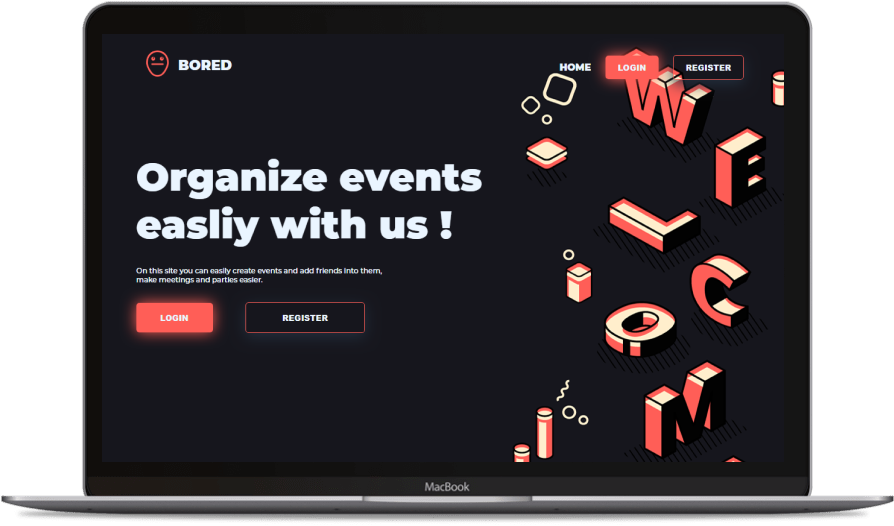 BORED
HOME
LOGIN
REGISTER
Organize events
easliy with us !
On this site you can easily create events and add friends into them,
make meetings and parties easier.
LOGIN
REGISTER
W
E
L
C
O
M
MacBook